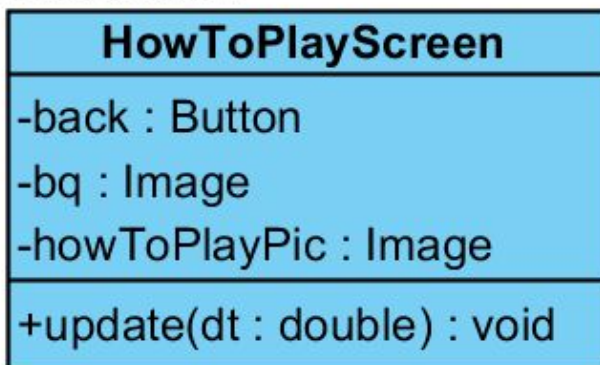 HowToPlayScreen
-back : Button
-bq : Image
-howToPlayPic : Image
+update(dt : double) : void